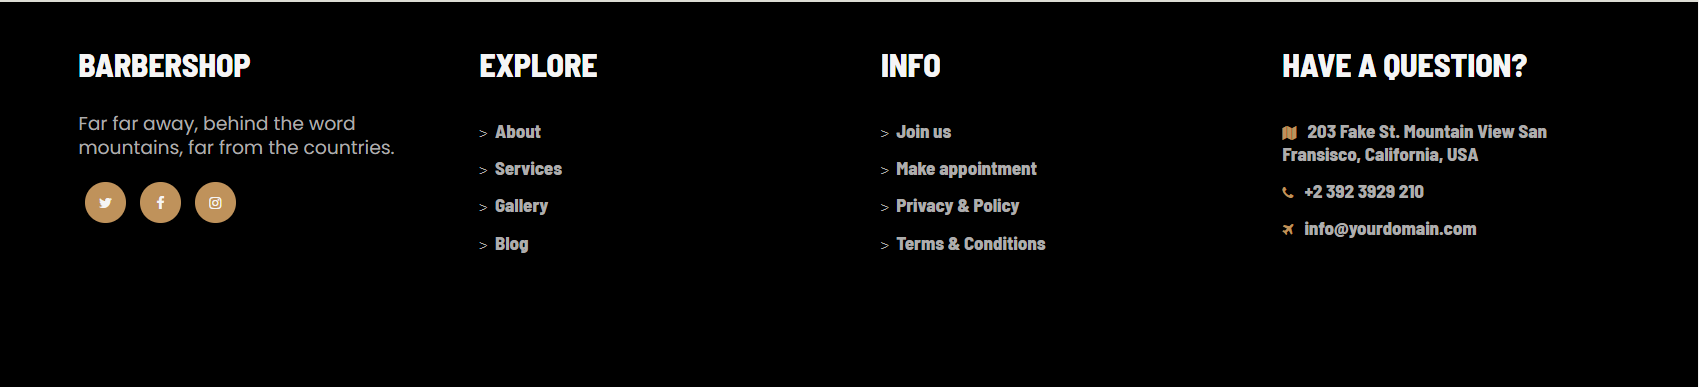 BARBERSHOP
Far far away, behind the word
mountains, far from the countries.
EXPLORE
> About
> Services
> Gallery
> Blog
INFO
> Join us
> Make appointment
> Privacy & Policy
> Terms & Conditions
HAVE A QUESTION?
203 Fake St. Mountain View San
Fransisco, California, USA
+2 392 3929 210
info@yourdomain.com